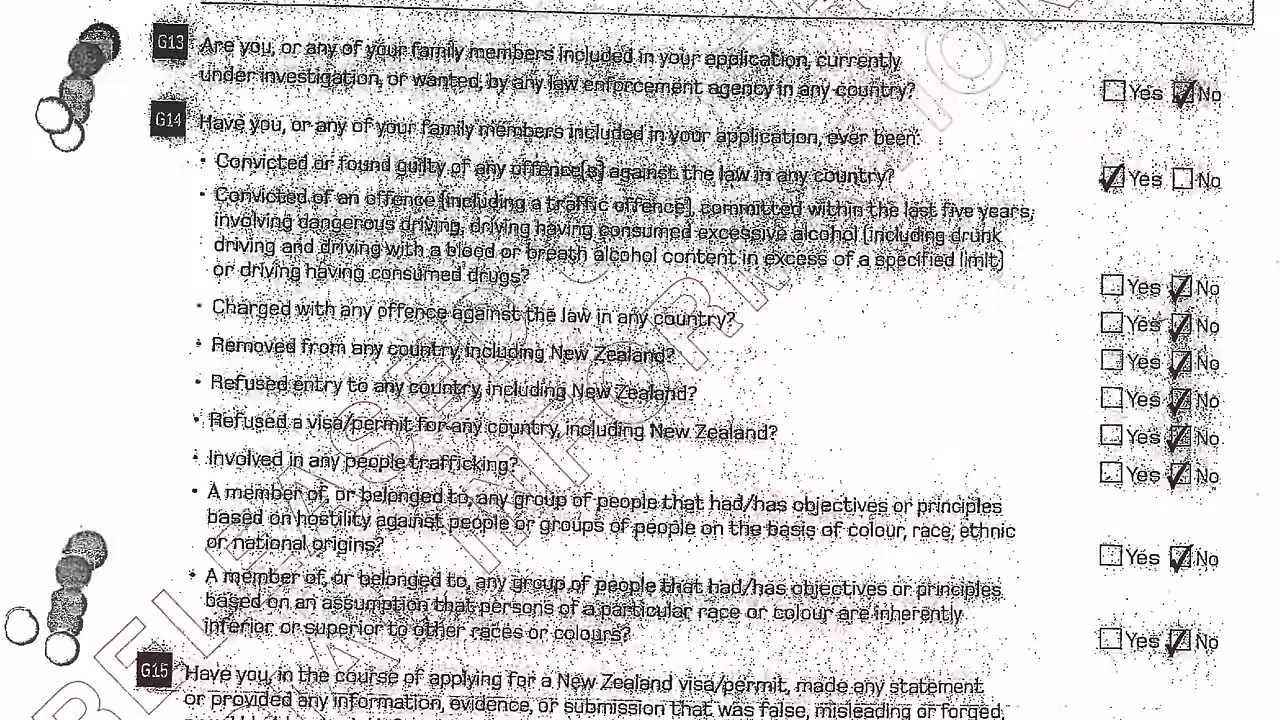 G13 Are you, or any of your family members included in your application, currently
under investigation, or wanted, by any law enforcement agency in any country? Yes No
G14 Have you, or any of your family members included in your application, ever been:
• Convicted or found guilty of any offence(s) against the law in any country? Yes No
• Convicted of an offence (including a traffic offence), committed within the last five years,
involving dangerous driving, driving having consumed excessive alcohol (including drunk
driving and driving with a blood or breath alcohol content in excess of a specified limit)
or driving having consumed drugs? Yes No
• Charged with any offence against the law in any country? Yes No
• Removed from any country, including New Zealand? Yes No
• Refused entry to any country, including New Zealand? Yes No
• Refused a visa/permit for any country, including New Zealand? Yes No
• Involved in any people trafficking? Yes No
• A member of, or belonged to, any group of people that had/has objectives or principles
based on hostility against people or groups of people on the basis of colour, race, ethnic
or national origins? Yes No
• A member of, or belonged to, any group of people that had/has objectives or principles
based on an assumption that persons of a particular race or colour are inherently
inferior or superior to other races or colours? Yes No
G15 Have you, in the course of applying for a New Zealand visa/permit, made any statement
or provided any information, evidence, or submission that was false, misleading or forged,
RELEASED